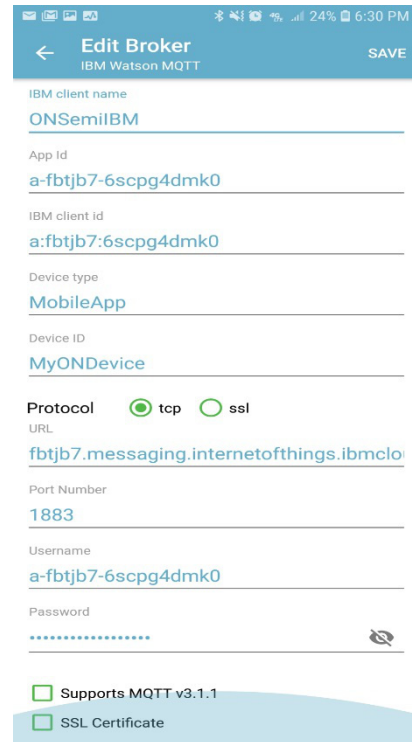 24% 6:30 PM
Edit Broker
IBM Watson MQTT
SAVE
IBM client name
ONSemiIBM
App Id
a-fbtjb7-6scpg4dmk0
IBM client id
a:fbtjb7:6scpg4dmk0
Device type
MobileApp
Device ID
MyONDevice
Protocol tcp ssl
URL
fbtjb7.messaging.internetofthings.ibmclou
Port Number
1883
Username
a-fbtjb7-6scpg4dmk0
Password
••••••••••••••••••
Supports MQTT v3.1.1
SSL Certificate